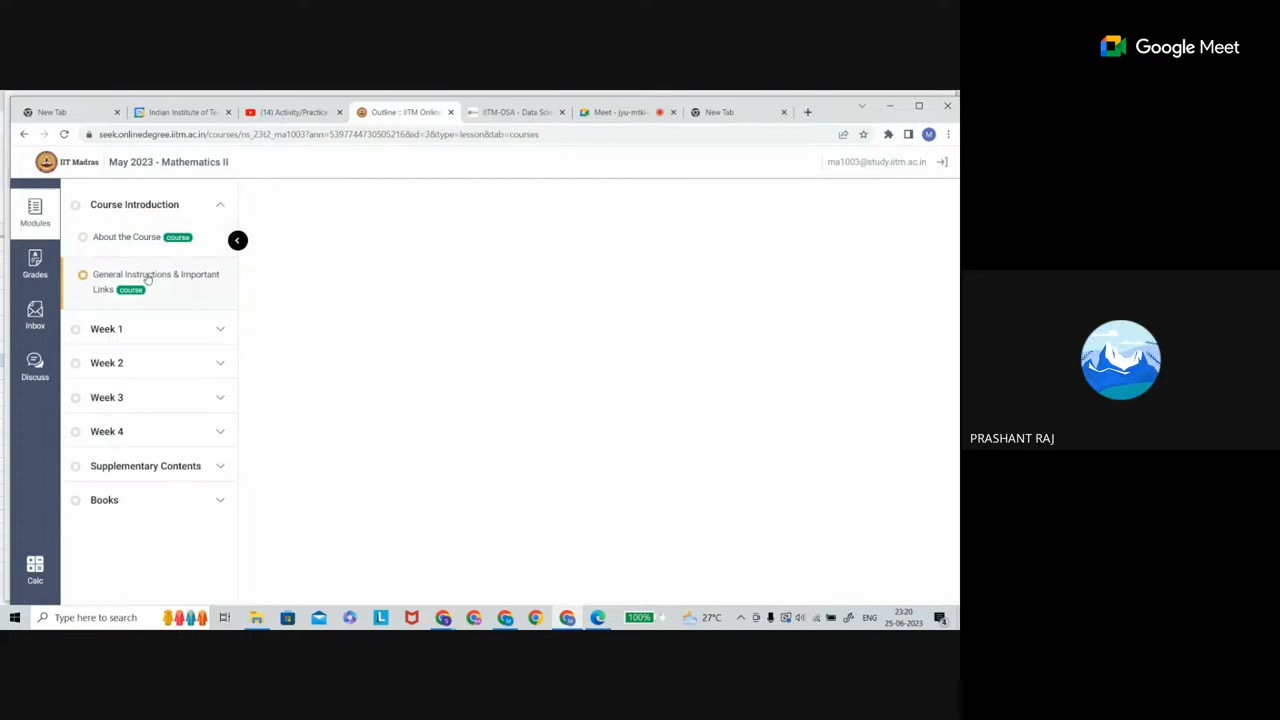 Google Meet
New Tab
Indian Institute of Te
(14) Activity/Practice
Outline :: IITM Online
IITM-DSA - Data Scie
Meet - jyu-mtki-
New Tab
seek.onlinedegree.iitm.ac.in/courses/ns_23t2_ma1003?ann=5397744730505216&id=3&type=lesson&tab=courses
M
IIT Madras
May 2023 - Mathematics II
ma1003@study.iitm.ac.in
Modules
Grades
Inbox
Discuss
Calc
Course Introduction
About the Course course
General Instructions & Important
Links course
Week 1
Week 2
Week 3
Week 4
Supplementary Contents
Books
PRASHANT RAJ
Type here to search
100%
27°C
ENG
23:20
25-06-2023